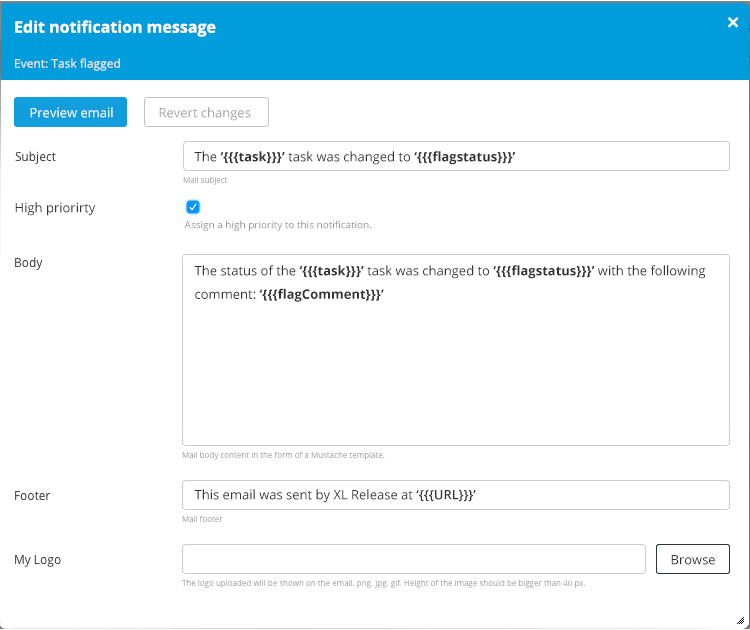 Edit notification message
Event: Task flagged
Preview email
Revert changes
Subject
The '{{{task}}}' task was changed to '{{{flagstatus}}}'
Mail subject
High priorirty
Assign a high priority to this notification.
Body
The status of the '{{{task}}}' task was changed to '{{{flagstatus}}}' with the following
comment: '{{{flagComment}}}'
Mail body content in the form of a Mustache template.
Footer
This email was sent by XL Release at '{{{URL}}}'
Mail footer
My Logo
Browse
The logo uploaded will be shown on the email. png. jpg. gif. Height of the image should be bigger than 40 px.